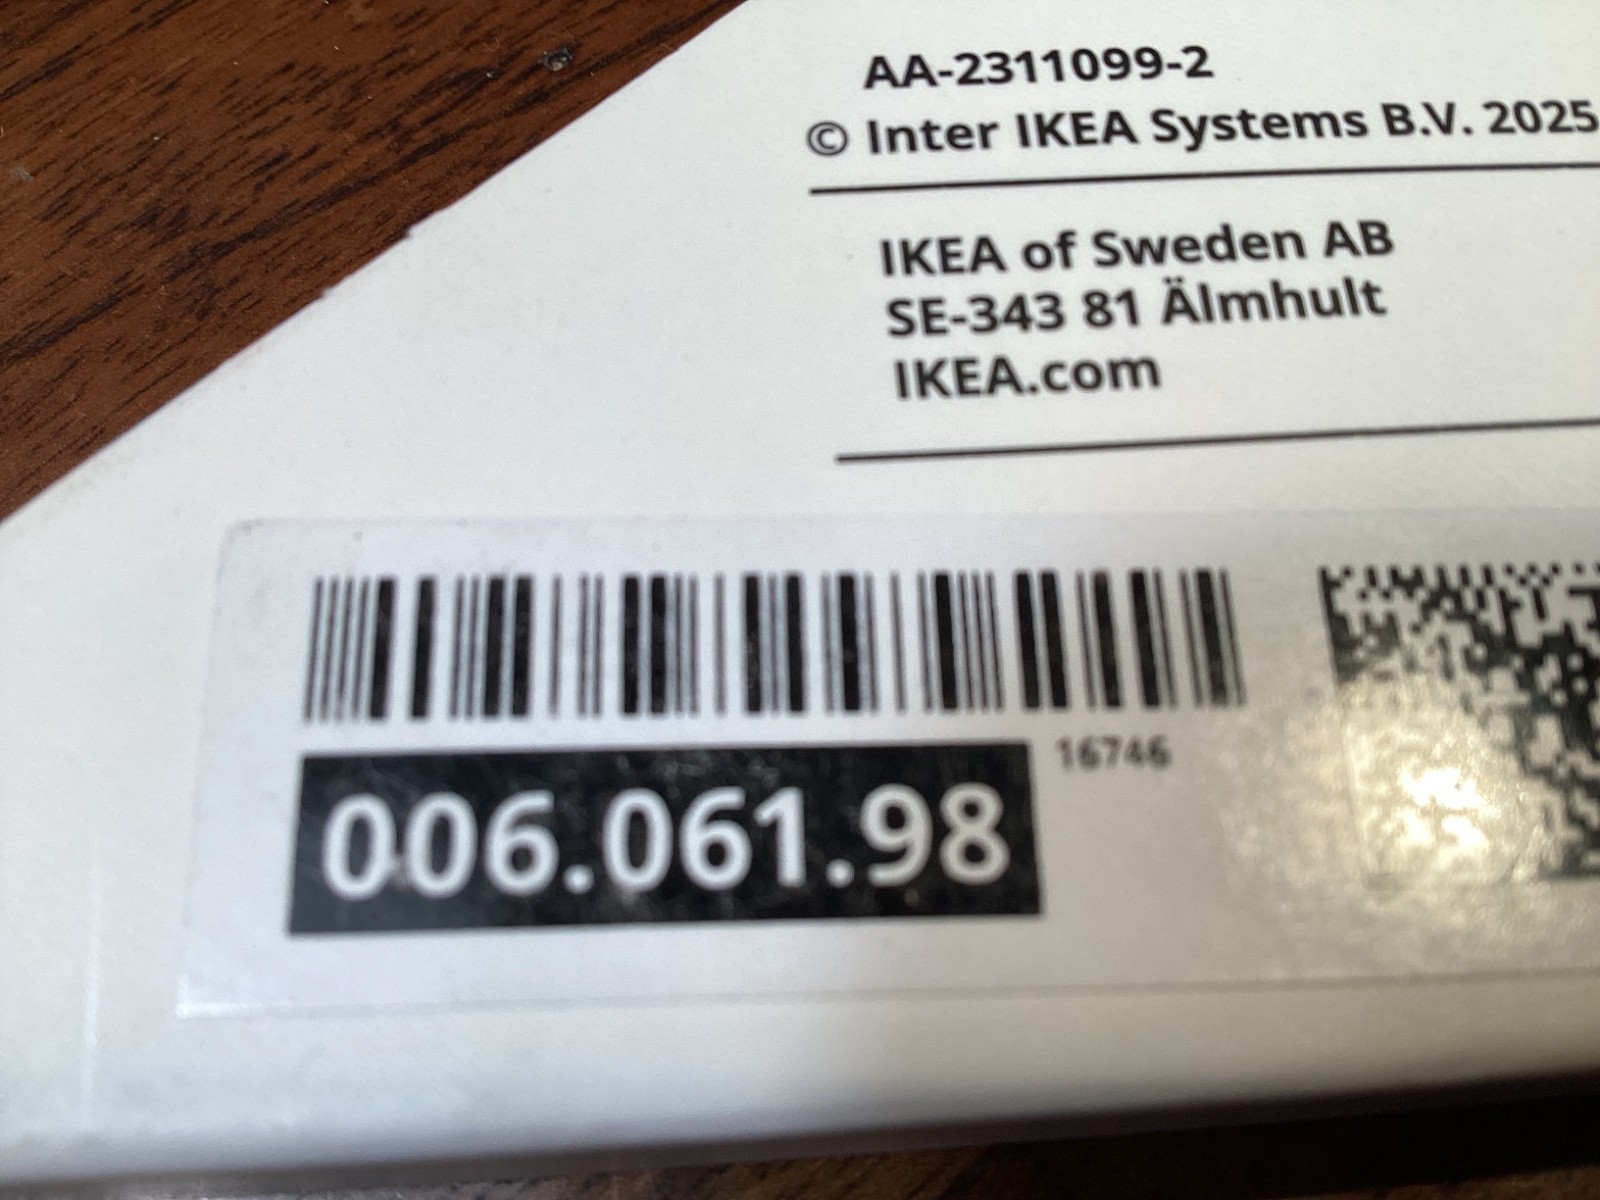 AA-2311099-2
© Inter IKEA Systems B.V. 2025
IKEA of Sweden AB
SE-343 81 Älmhult
IKEA.com
16746
006.061.98